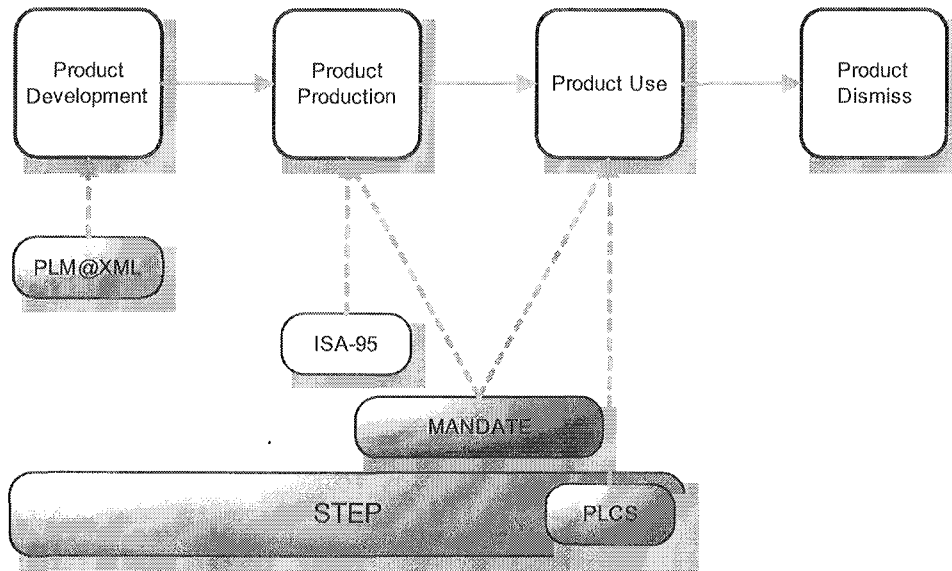 Product
Development
Product
Production
Product Use
Product
Dismiss
PLM@XML
ISA-95
MANDATE
STEP
PLCS